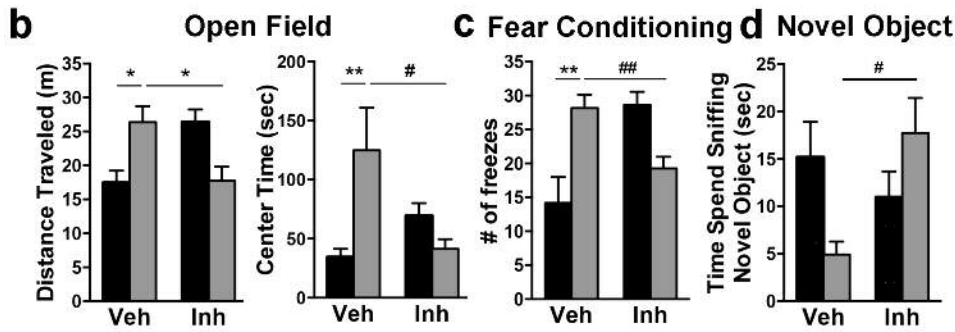 b Open Field
Distance Traveled (m)
35
30
25
20
15
10
5
0
* *
Veh Inh
Center Time (sec)
200
150
100
50
0
** #
Veh Inh
c Fear Conditioning
# of freezes
35
30
25
20
15
10
5
0
** ##
Veh Inh
d Novel Object
Time Spend Sniffing
Novel Object (sec)
25
20
15
10
5
0
#
Veh Inh